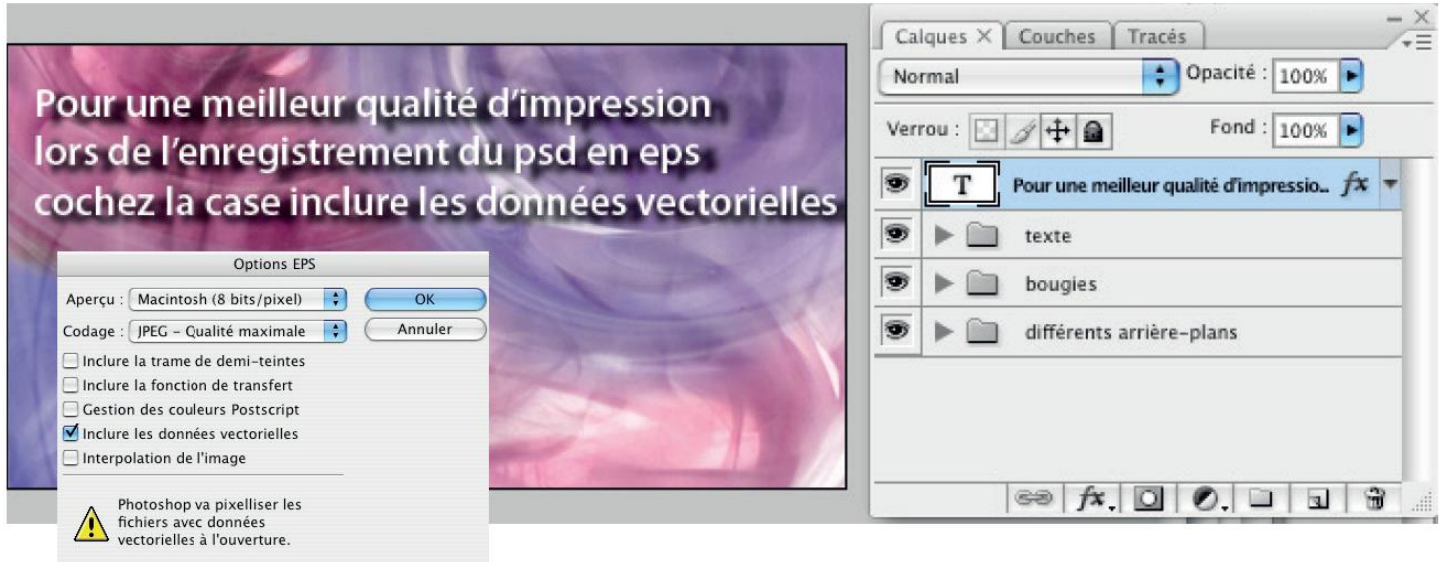 Pour une meilleur qualité d'impression
lors de l'enregistrement du psd en eps
cochez la case inclure les données vectorielles
Options EPS
Aperçu : Macintosh (8 bits/pixel) OK
Codage : JPEG - Qualité maximale Annuler
Inclure la trame de demi-teintes
Inclure la fonction de transfert
Gestion des couleurs Postscript
Inclure les données vectorielles
Interpolation de l'image
Photoshop va pixelliser les
fichiers avec données
vectorielles à l'ouverture.
Calques × Couches Tracés
Normal Opacité : 100%
Verrou : Fond : 100%
T Pour une meilleur qualité d'impressio... fx
texte
bougies
différents arrière-plans
fx.